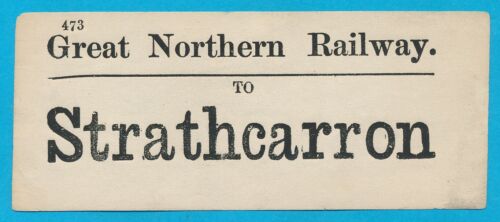 473
Great Northern Railway.
TO
Strathcarron